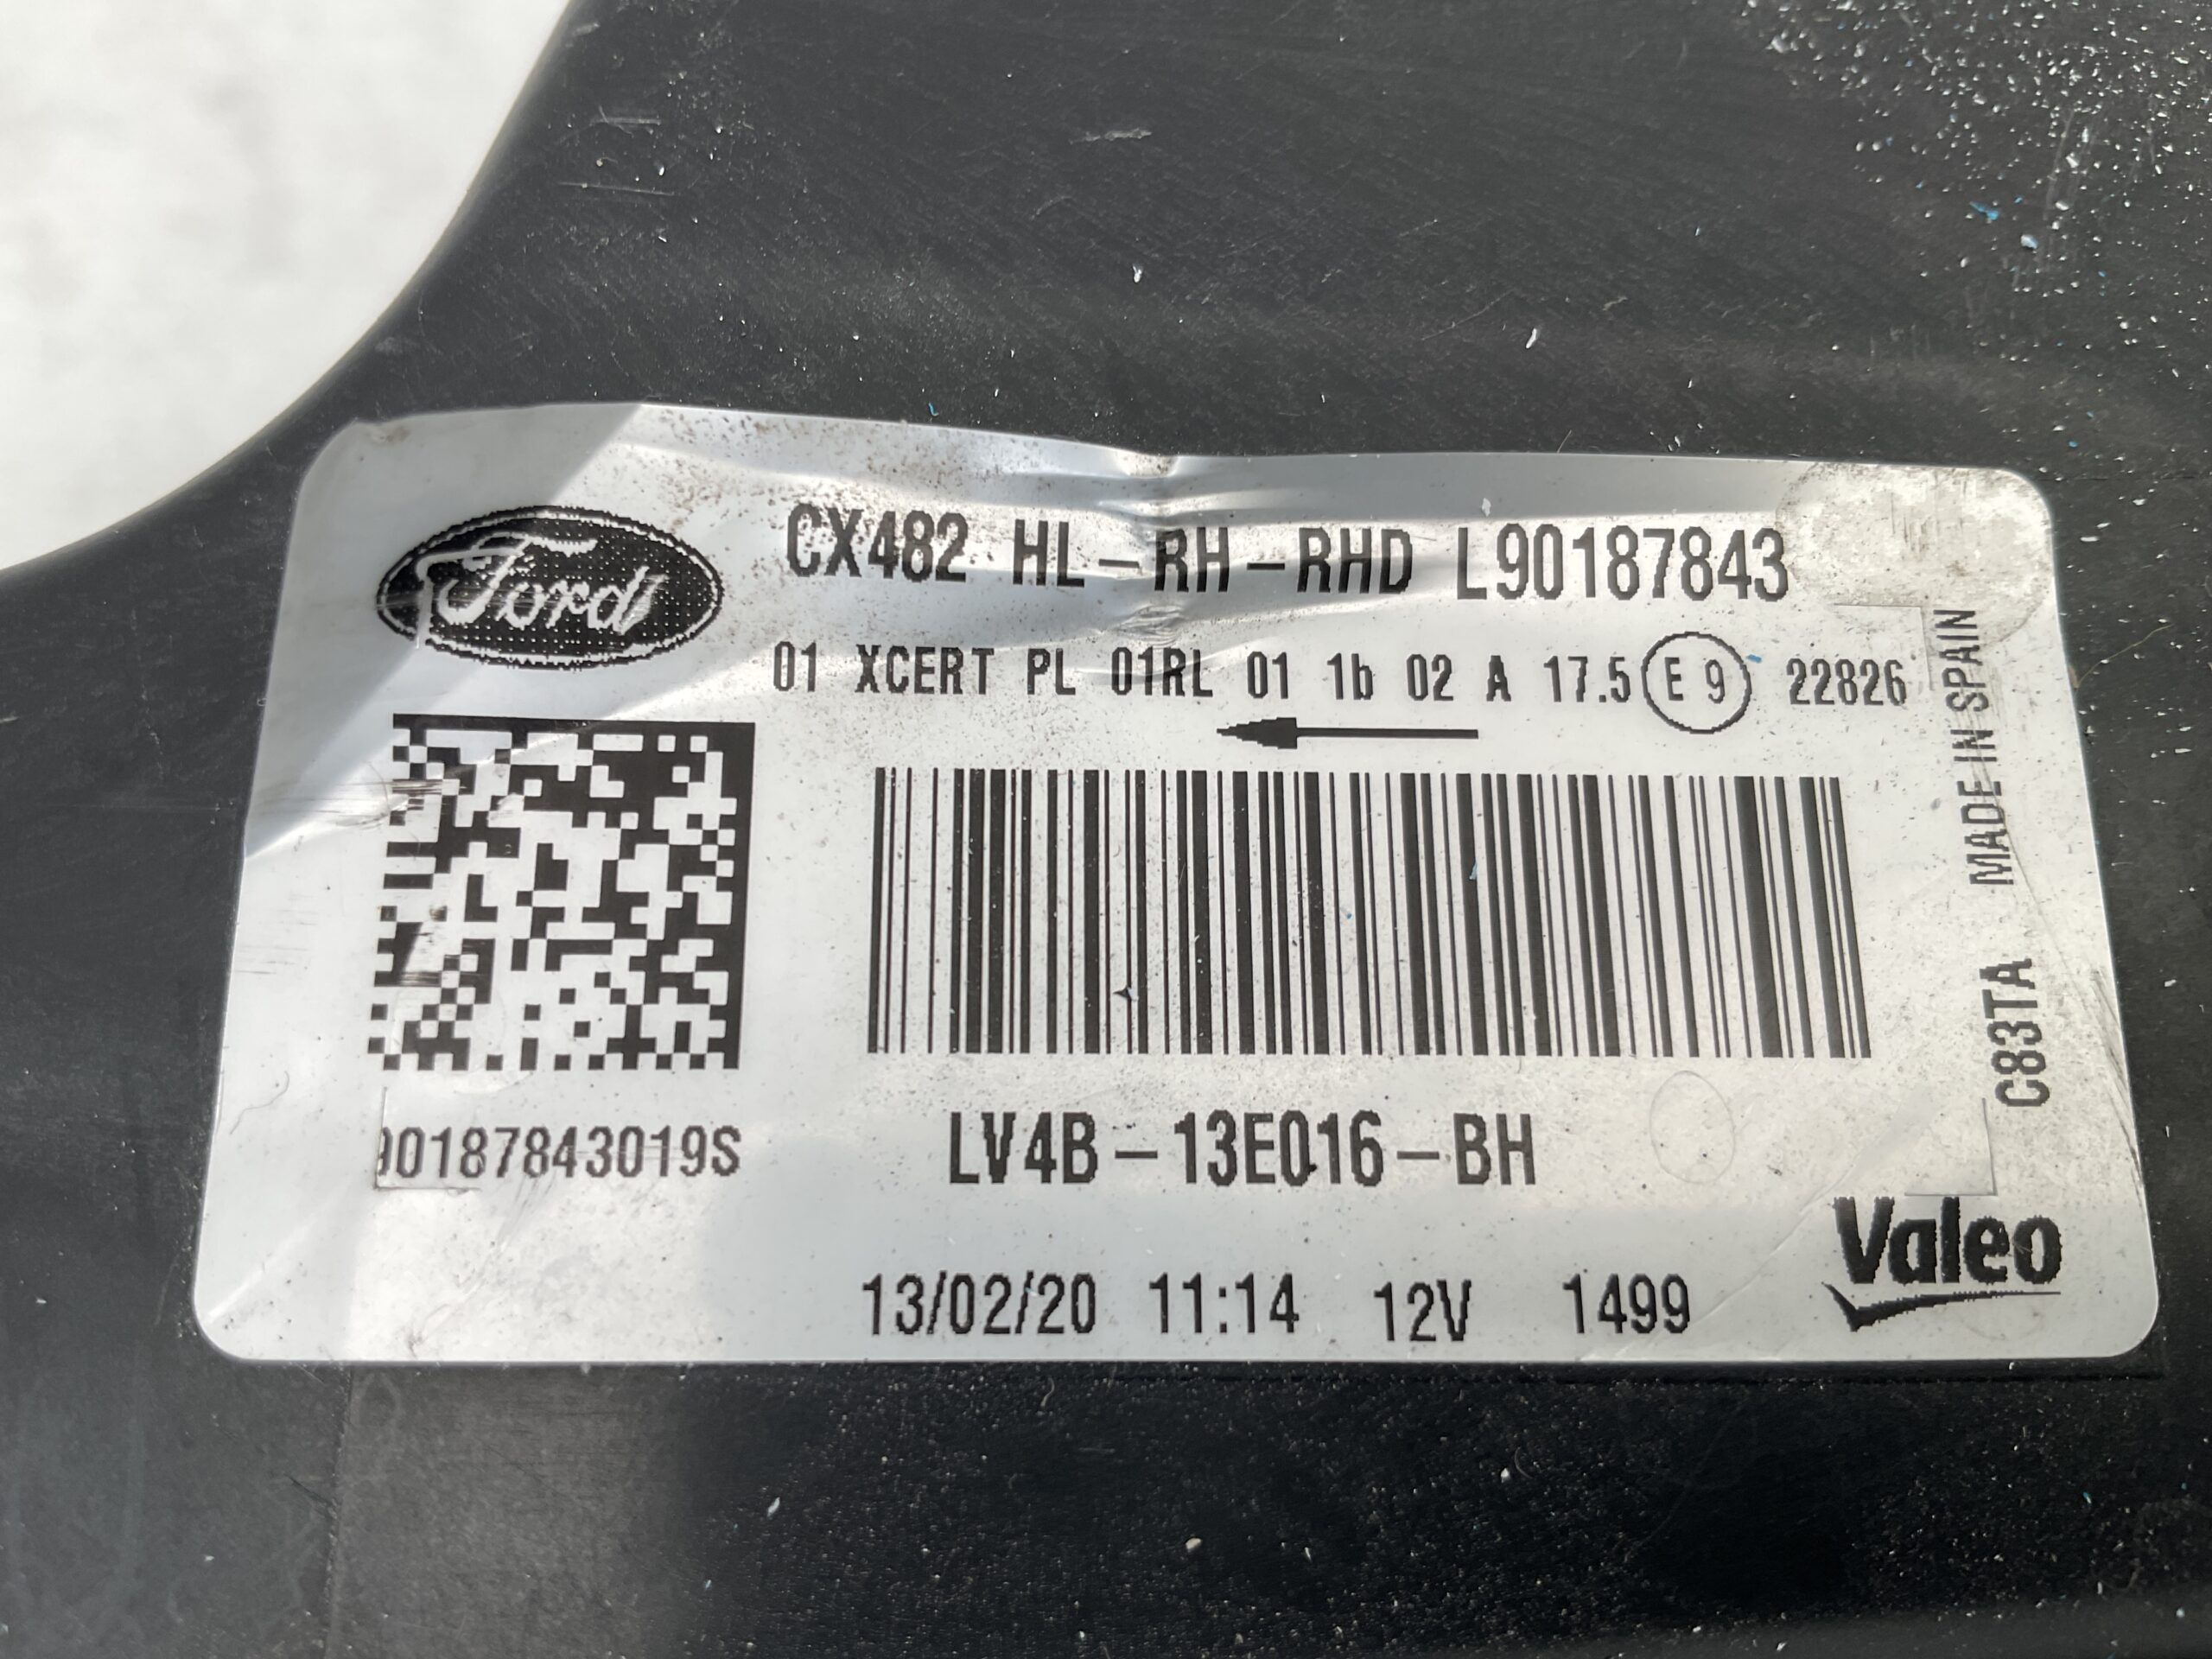 Ford
CX482 HL-RH-RHD L90187843
01 XCERT PL 01RL 01 1b 02 A 17.5 E 9 22826
MADE IN SPAIN
C83TA
90187843019S
LV4B-13E016-BH
Valeo
13/02/20 11:14 12V 1499